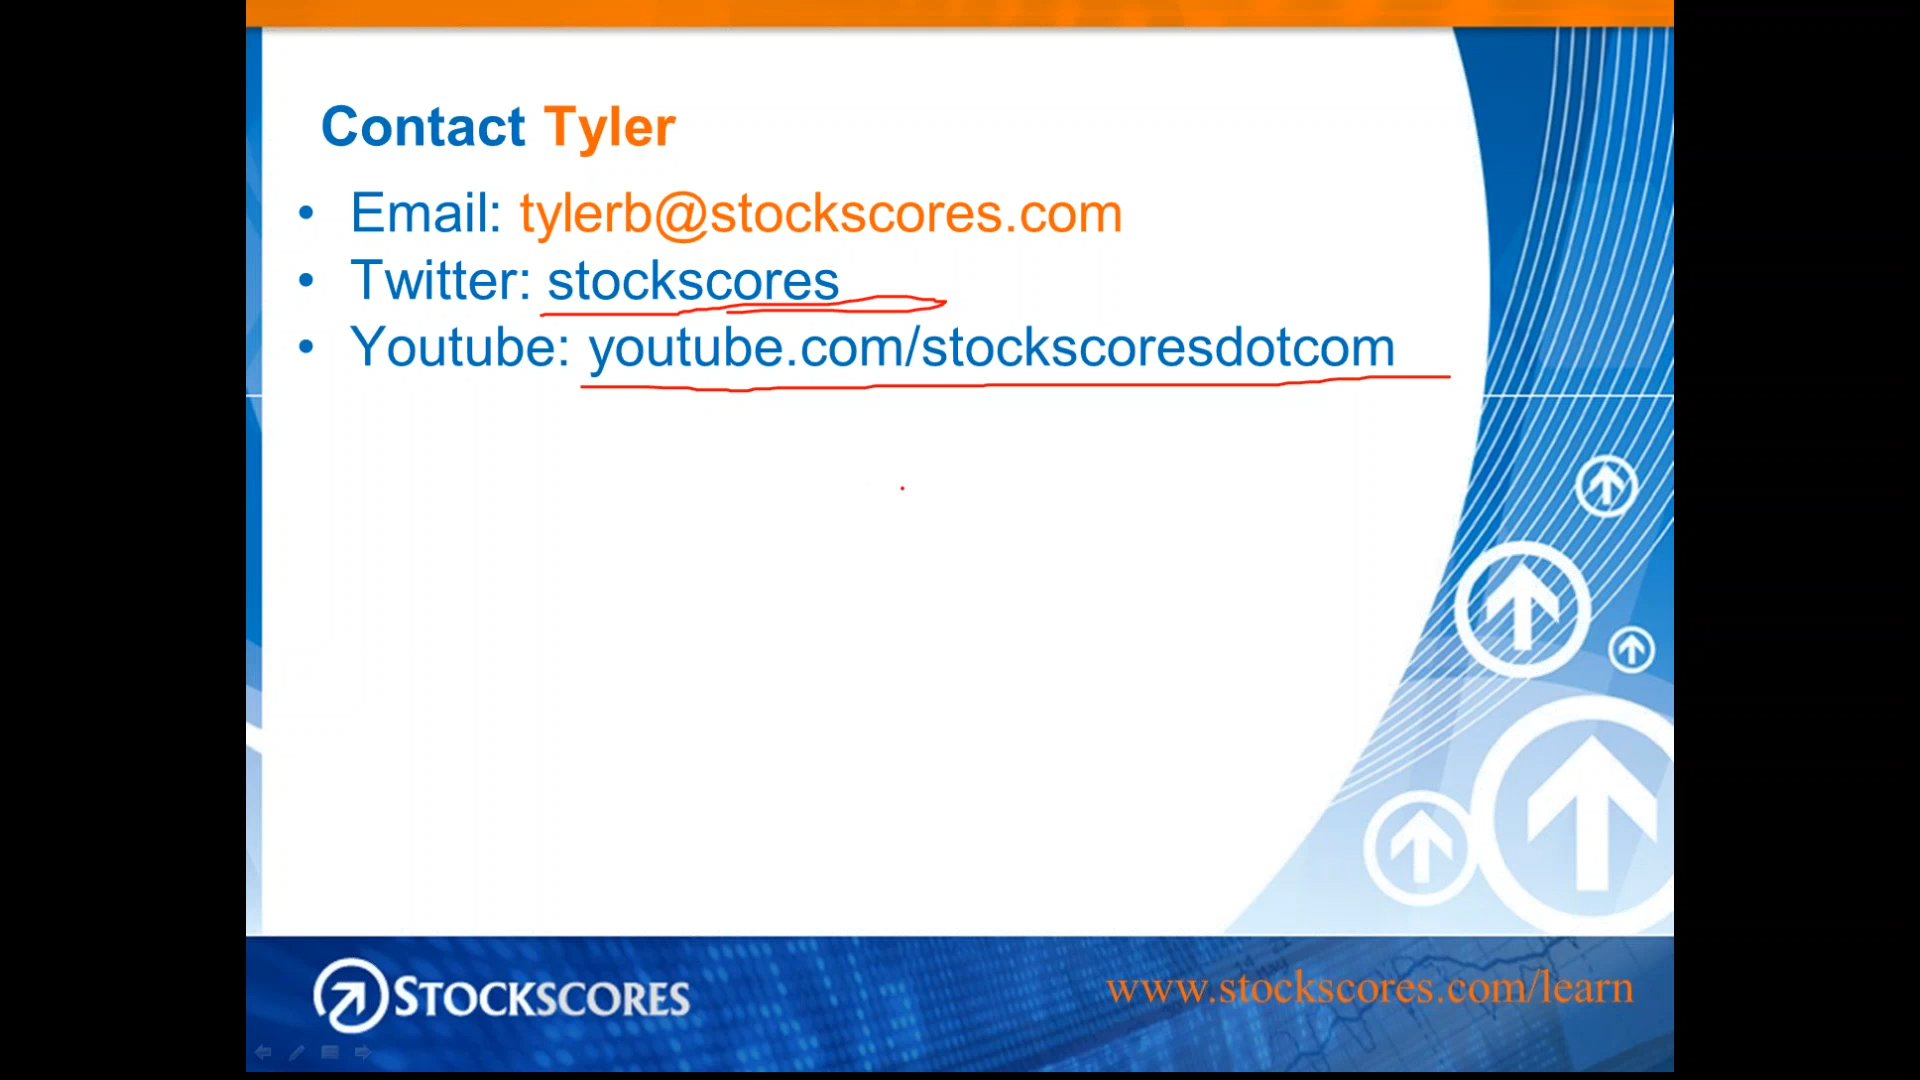 Contact Tyler
• Email: tylerb@stockscores.com
• Twitter: stockscores
• Youtube: youtube.com/stockscoresdotcom
STOCKSCORES
www.stockscores.com/learn